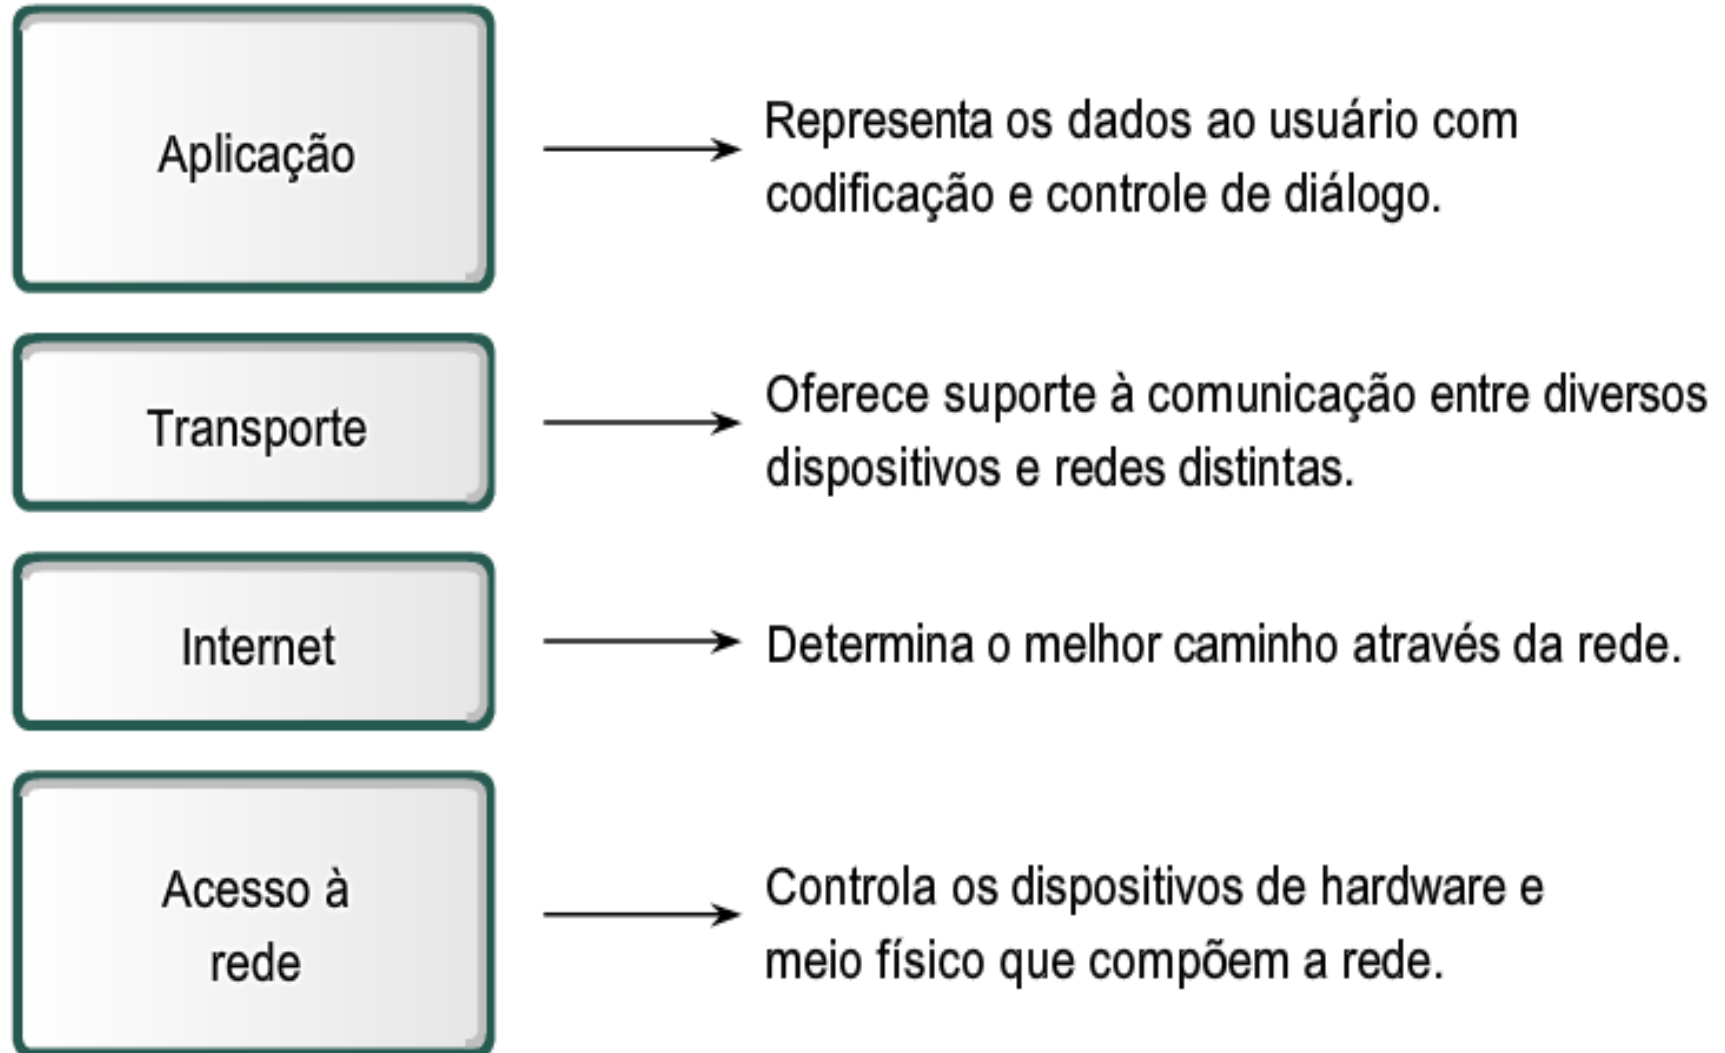 Aplicação
Representa os dados ao usuário com
codificação e controle de diálogo.
Transporte
Oferece suporte à comunicação entre diversos
dispositivos e redes distintas.
Internet
Determina o melhor caminho através da rede.
Acesso à
rede
Controla os dispositivos de hardware e
meio físico que compõem a rede.